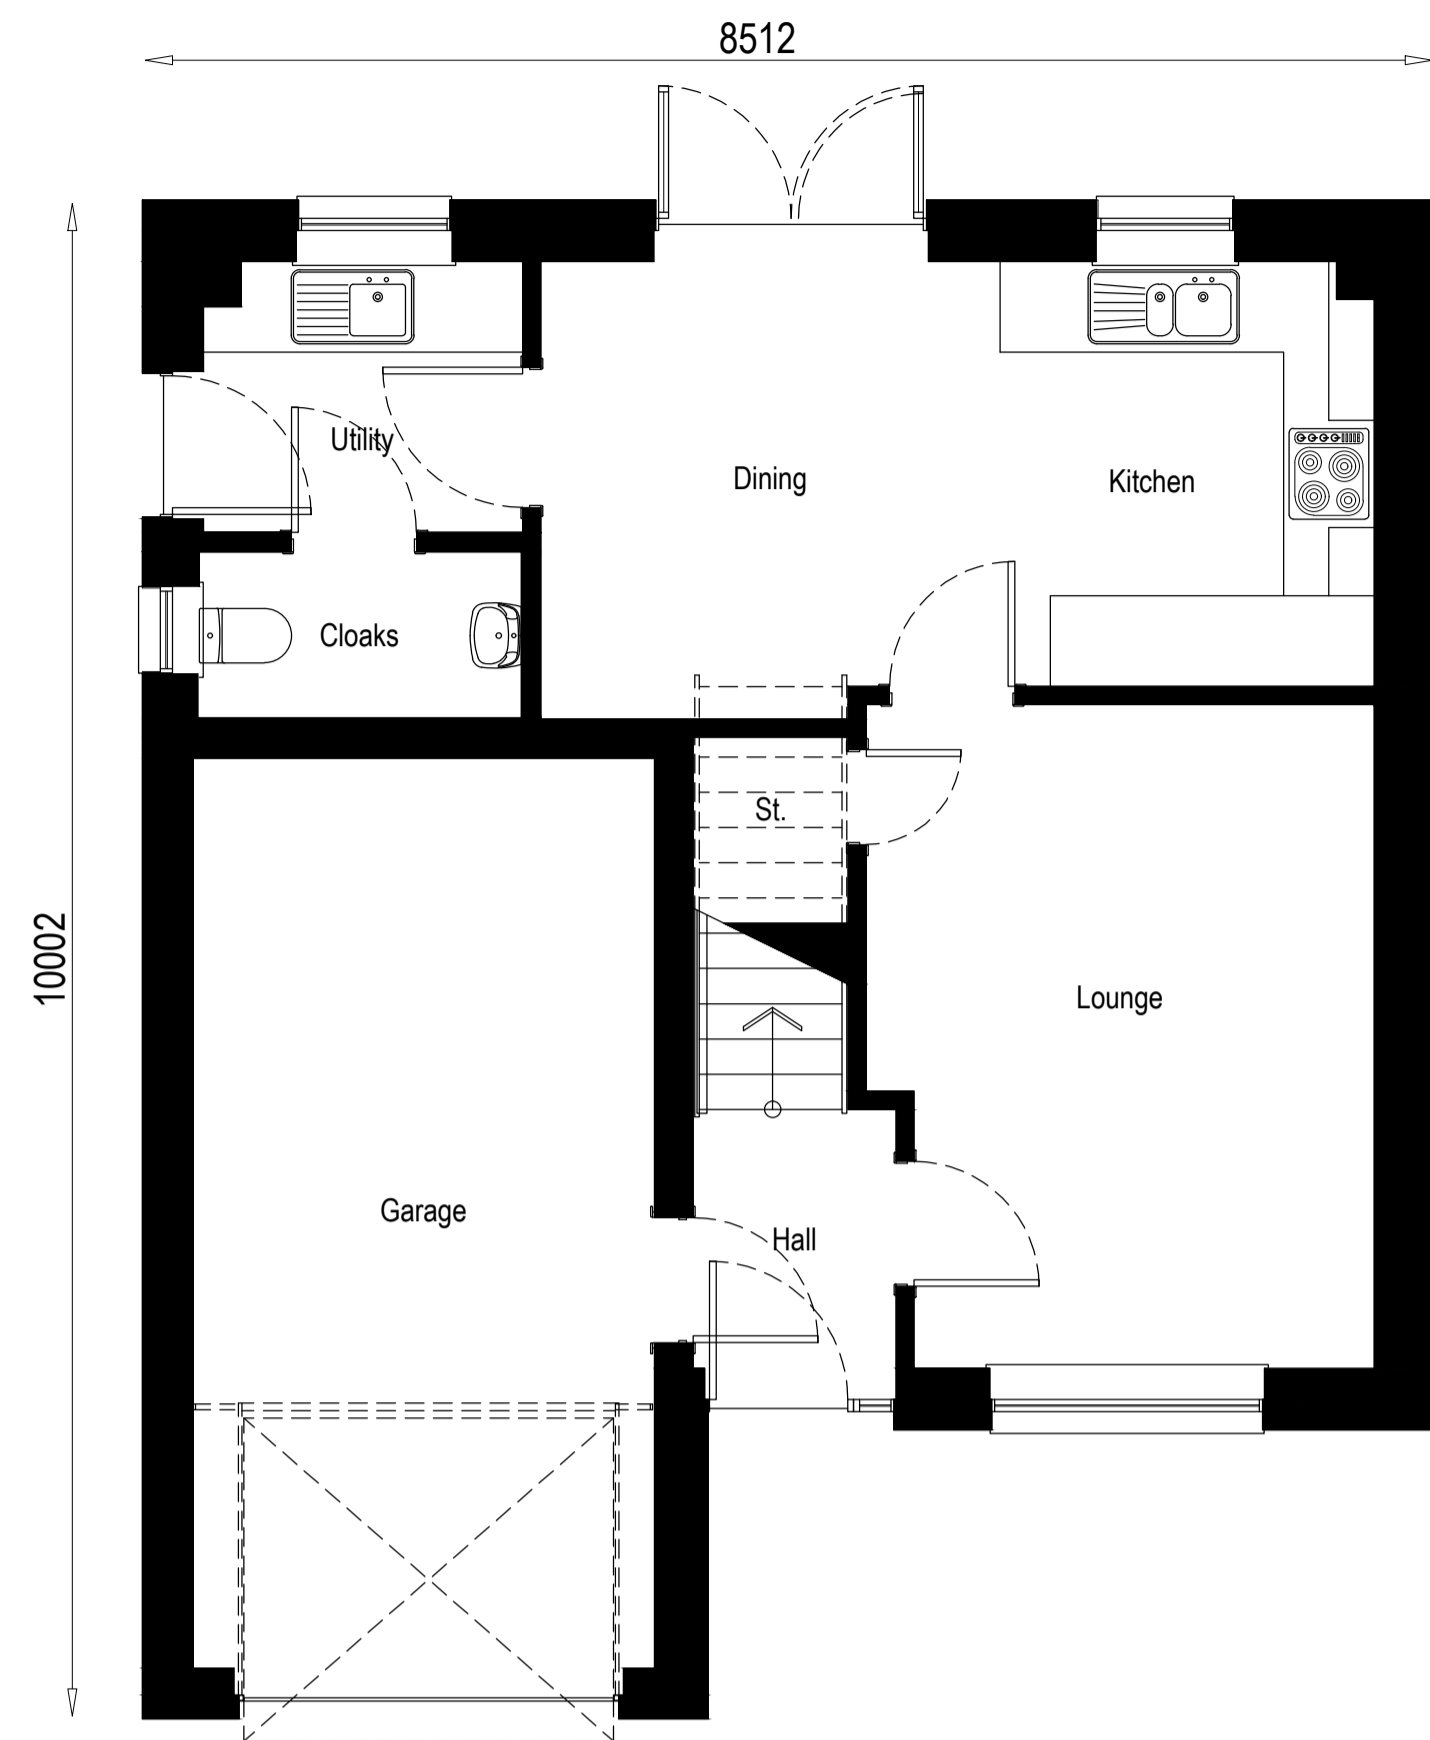 8512
Utility
Dining
Kitchen
Cloaks
St.
10002
Lounge
Garage
Hall